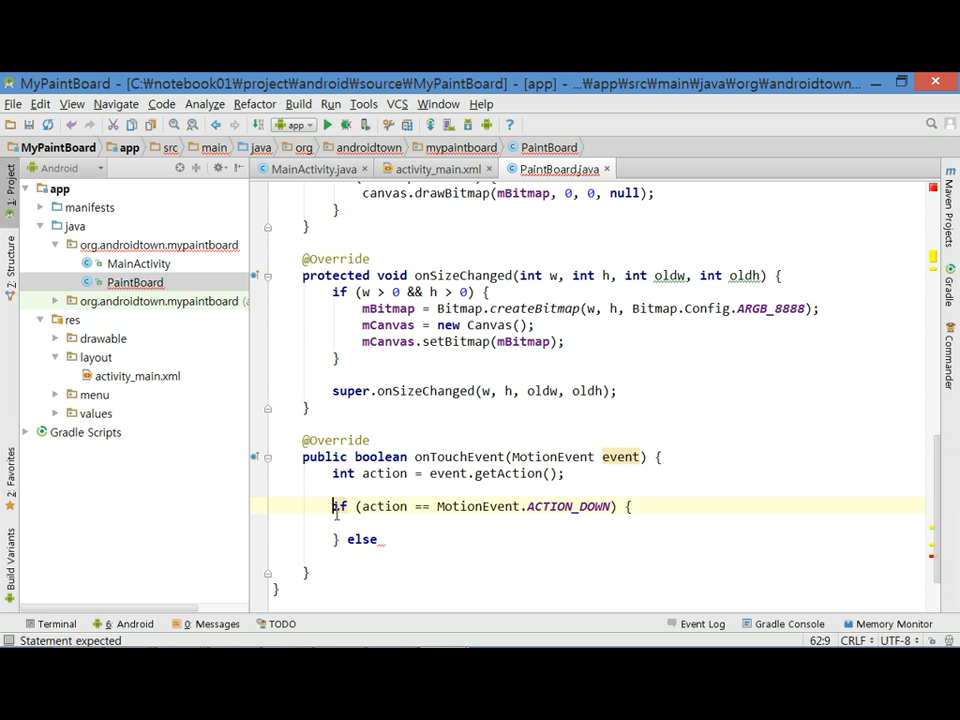 MyPaintBoard - [C:₩notebook01₩project₩android₩source₩MyPaintBoard] - [app] - ...₩app₩src₩main₩java₩org₩androidtown...
File Edit View Navigate Code Analyze Refactor Build Run Tools VCS Window Help
app
MyPaintBoard app src main java org androidtown mypaintboard PaintBoard
Android
MainActivity.java activity_main.xml PaintBoard.java
1: Project
7: Structure
2: Favorites
Build Variants
app
manifests
java
org.androidtown.mypaintboard
MainActivity
PaintBoard
org.androidtown.mypaintboard (a
res
drawable
layout
activity_main.xml
menu
values
Gradle Scripts
canvas.drawBitmap(mBitmap, 0, 0, null);
}
}
@Override
protected void onSizeChanged(int w, int h, int oldw, int oldh) {
if (w > 0 && h > 0) {
mBitmap = Bitmap.createBitmap(w, h, Bitmap.Config.ARGB_8888);
mCanvas = new Canvas();
mCanvas.setBitmap(mBitmap);
}
super.onSizeChanged(w, h, oldw, oldh);
}
@Override
public boolean onTouchEvent(MotionEvent event) {
int action = event.getAction();
if (action == MotionEvent.ACTION_DOWN) {
} else
}
}
Maven Projects
Gradle
Commander
Terminal 6: Android 0: Messages TODO Event Log Gradle Console Memory Monitor
Statement expected 62:9 CRLF UTF-8